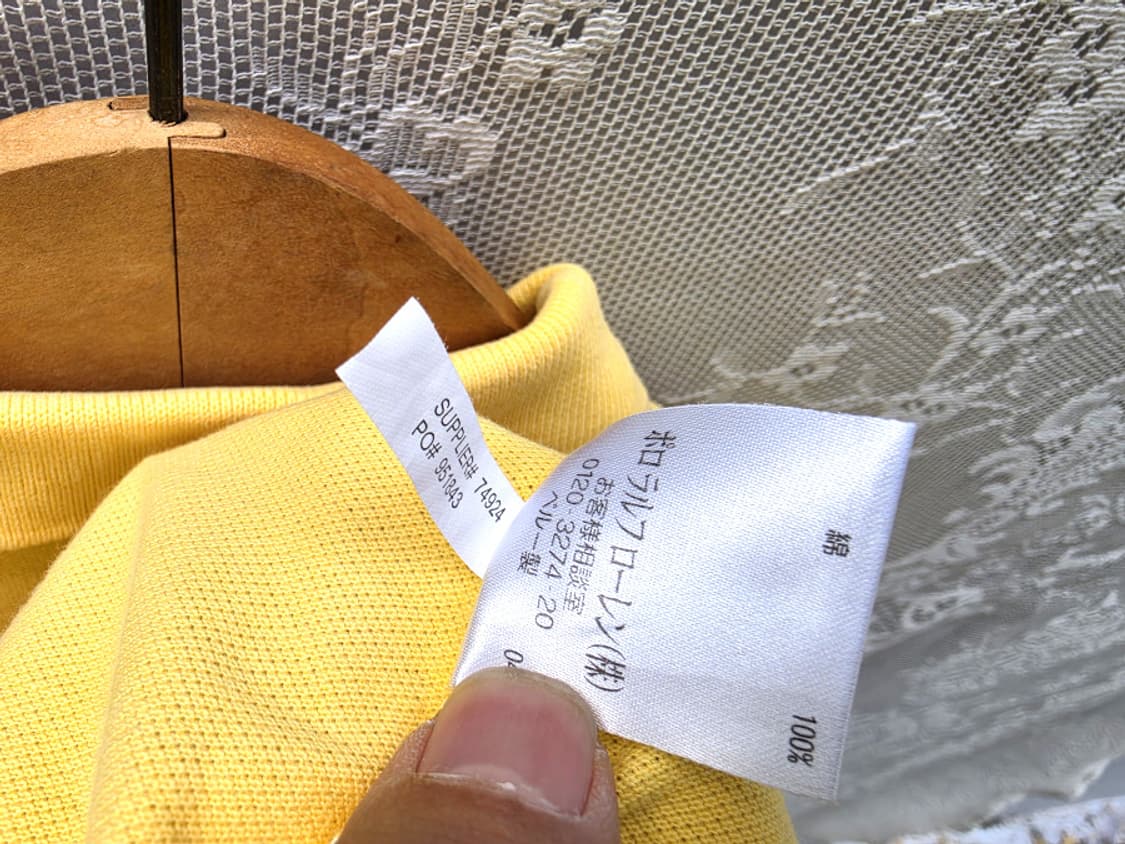 SUPPLIER# 74924
PO# 951843
綿
100%
ポロラルフローレン(株)
お客様相談室
0120-3274-20
ペルー製